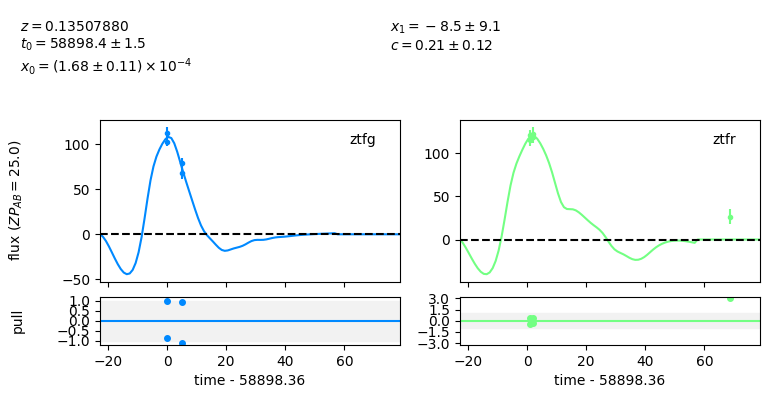 z = 0.13507880
t₀ = 58898.4 ± 1.5
x₀ = (1.68 ± 0.11) × 10⁻⁴
x₁ = −8.5 ± 9.1
c = 0.21 ± 0.12
flux (ZP_AB = 25.0)
100
50
0
−50
ztfg
100
50
0
ztfr
pull
1.0
0.5
0.0
−0.5
−1.0
−20 0 20 40 60
time - 58898.36
3.0
1.5
0.0
−1.5
−3.0
−20 0 20 40 60
time - 58898.36